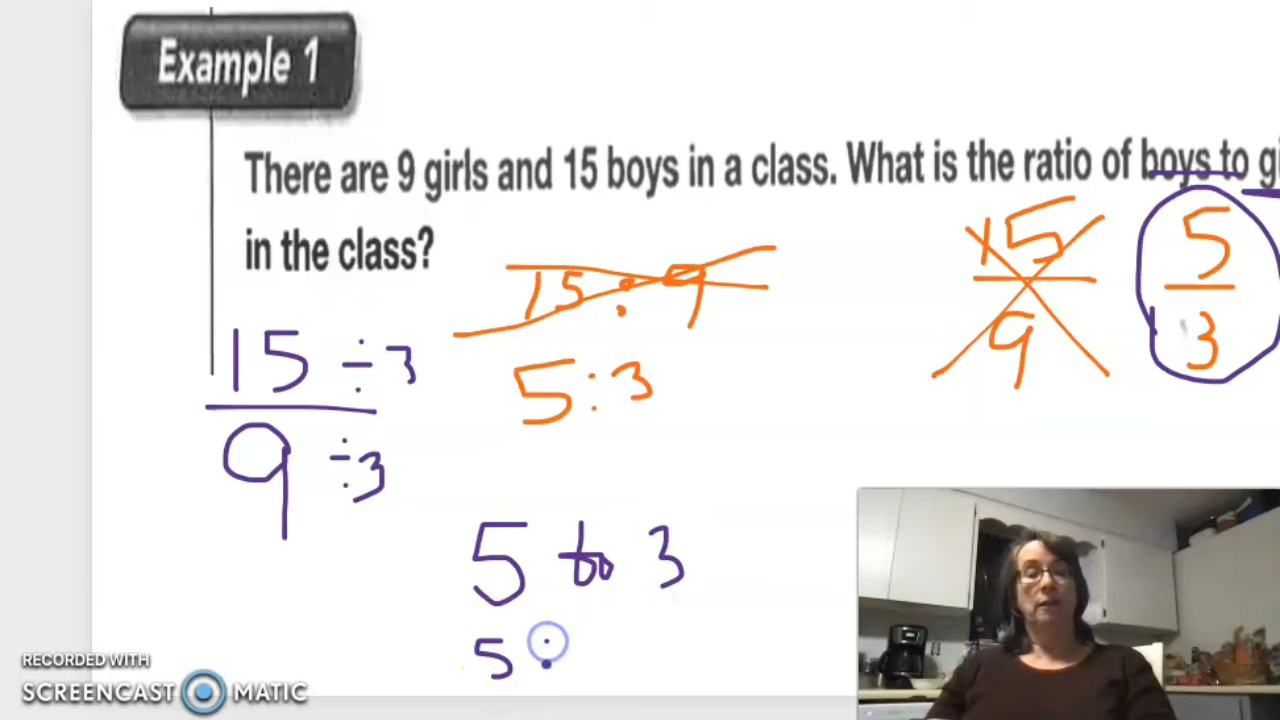 Example 1
There are 9 girls and 15 boys in a class. What is the ratio of boys to gi
in the class?
15 : 9
5 : 3
15
9
5
3
15 ÷ 3
9 ÷ 3
5 to 3
5 :
RECORDED WITH
SCREENCAST MATIC